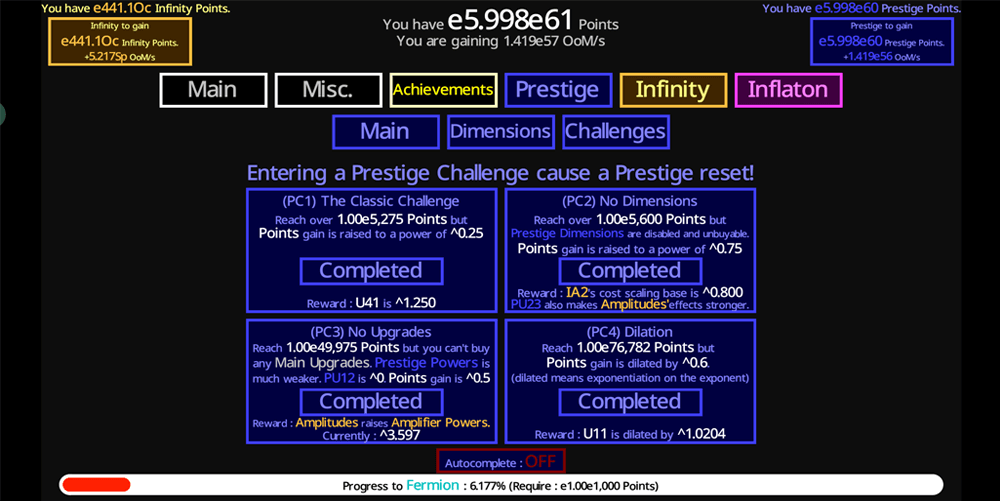 You have e441.1Oc Infinity Points.
Infinity to gain
e441.1Oc Infinity Points.
+5.217Sp OoM/s
You have e5.998e61 Points
You are gaining 1.419e57 OoM/s
You have e5.998e60 Prestige Points
Prestige to gain
e5.998e60 Prestige Points.
+1.419e56 OoM/s
Main
Misc.
Achievements
Prestige
Infinity
Inflaton
Main
Dimensions
Challenges
Entering a Prestige Challenge cause a Prestige reset!
(PC1) The Classic Challenge
Reach over 1.00e5,275 Points but
Points gain is raised to a power of ^0.25
Completed
Reward : U41 is ^1.250
(PC2) No Dimensions
Reach over 1.00e5,600 Points but
Prestige Dimensions are disabled and unbuyable.
Points gain is raised to a power of ^0.75
Completed
Reward : IA2's cost scaling base is ^0.800
PU23 also makes Amplitudes'effects stronger.
(PC3) No Upgrades
Reach 1.00e49,975 Points but you can't buy
any Main Upgrades. Prestige Powers is
much weaker. PU12 is ^0. Points gain is ^0.5
Completed
Reward : Amplitudes raises Amplifier Powers.
Currently : ^3.597
(PC4) Dilation
Reach 1.00e76,782 Points but
Points gain is dilated by ^0.6.
(dilated means exponentiation on the exponent)
Completed
Reward : U11 is dilated by ^1.0204
Autocomplete : OFF
Progress to Fermion : 6.177% (Require : e1.00e1,000 Points)